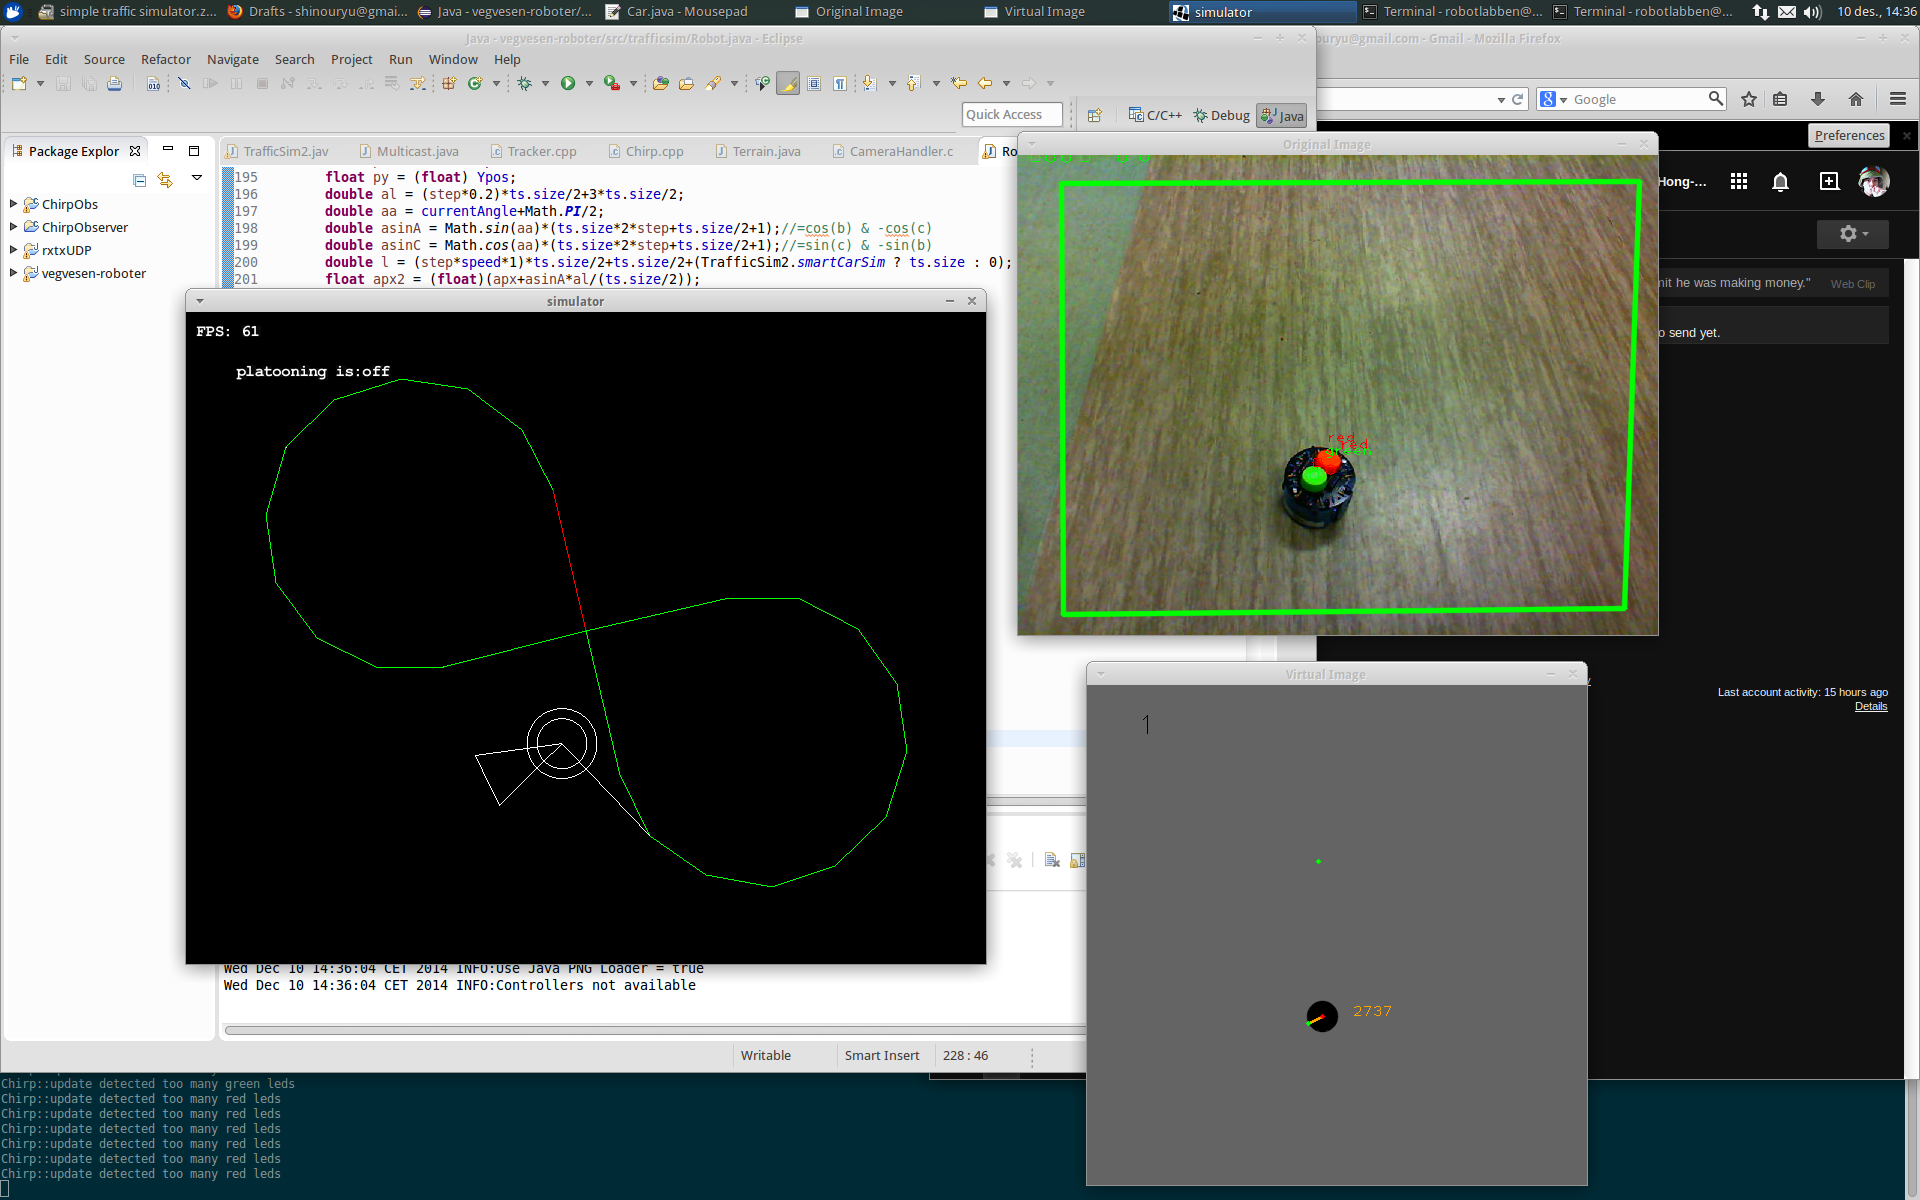 simple traffic simulator.z...
Drafts - shinouryu@gmai...
Java - vegvesen-roboter/...
Car.java - Mousepad
Original Image
Virtual Image
simulator
Terminal - robotlabben@...
Terminal - robotlabben@...
10 des., 14:36
Java - vegvesen-roboter/src/trafficsim/Robot.java - Eclipse
ouryu@gmail.com - Gmail - Mozilla Firefox
File Edit Source Refactor Navigate Search Project Run Window Help
Google
Quick Access
C/C++
Debug
Java
Preferences
Package Explor
TrafficSim2.jav
Multicast.java
Tracker.cpp
Chirp.cpp
Terrain.java
CameraHandler.c
Ro
ChirpObs
ChirpObserver
rxtxUDP
vegvesen-roboter
195 float py = (float) Ypos;
196 double al = (step*0.2)*ts.size/2+3*ts.size/2;
197 double aa = currentAngle+Math.PI/2;
198 double asinA = Math.sin(aa)*(ts.size*2*step+ts.size/2+1);//=cos(b) & -cos(c)
199 double asinC = Math.cos(aa)*(ts.size*2*step+ts.size/2+1);//=sin(c) & -sin(b)
200 double l = (step*speed*1)*ts.size/2+ts.size/2+(TrafficSim2.smartCarSim ? ts.size : 0);
201 float apx2 = (float)(apx+asinA*al/(ts.size/2));
simulator
FPS: 61
platooning is:off
Original Image
red
red
green
Hong-...
mit he was making money."
Web Clip
o send yet.
Virtual Image
1
2737
Last account activity: 15 hours ago
Details
Wed Dec 10 14:36:04 CET 2014 INFO:Use Java PNG Loader = true
Wed Dec 10 14:36:04 CET 2014 INFO:Controllers not available
Writable
Smart Insert
228 : 46
Chirp::update detected too many green leds
Chirp::update detected too many red leds
Chirp::update detected too many red leds
Chirp::update detected too many red leds
Chirp::update detected too many red leds
Chirp::update detected too many red leds
Chirp::update detected too many red leds